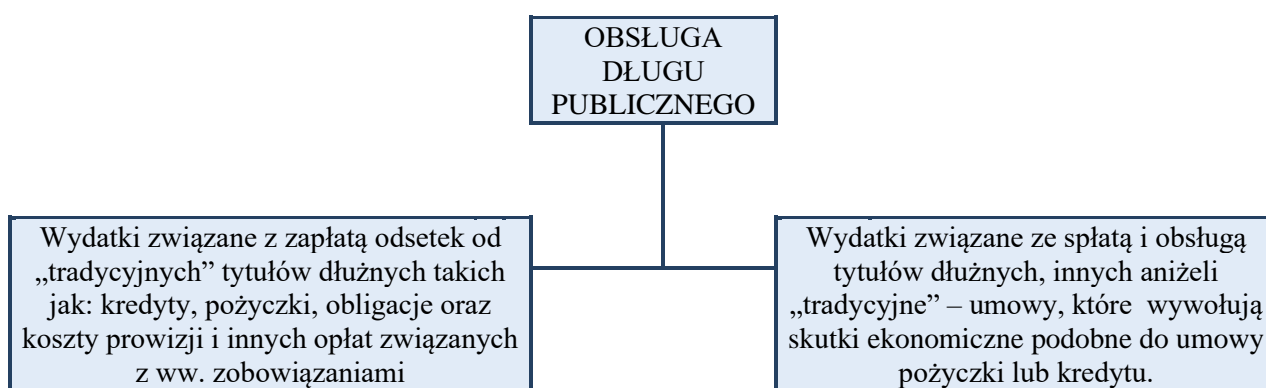 OBSŁUGA
DŁUGU
PUBLICZNEGO
Wydatki związane z zapłatą odsetek od
„tradycyjnych” tytułów dłużnych takich
jak: kredyty, pożyczki, obligacje oraz
koszty prowizji i innych opłat związanych
z ww. zobowiązaniami
Wydatki związane ze spłatą i obsługą
tytułów dłużnych, innych aniżeli
„tradycyjne” – umowy, które wywołują
skutki ekonomiczne podobne do umowy
pożyczki lub kredytu.